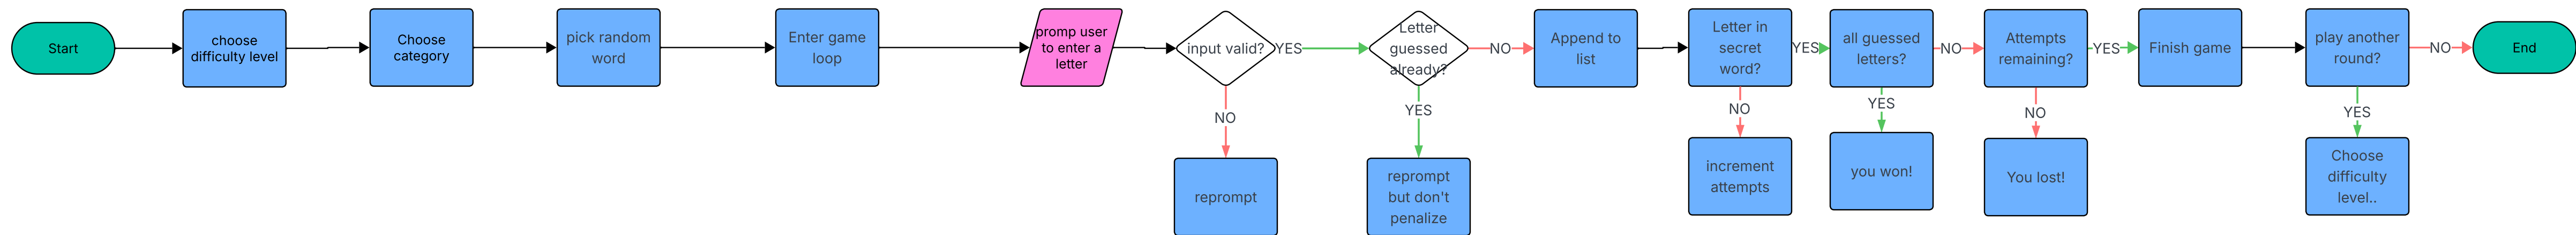 Start
choose
difficulty level
Choose
category
pick random
word
Enter game
loop
promp user
to enter a
letter
input valid?
YES
Letter
guessed
already?
NO
Append to
list
Letter in
secret
word?
YES
all guessed
letters?
NO
Attempts
remaining?
YES
Finish game
play another
round?
NO
End
NO
YES
NO
YES
NO
YES
reprompt
reprompt
but don't
penalize
increment
attempts
you won!
You lost!
Choose
difficulty
level..